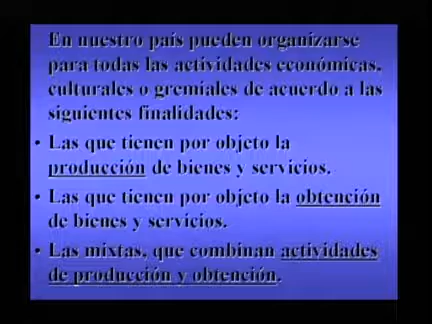 En nuestro país pueden organizarse
para todas las actividades económicas,
culturales o gremiales de acuerdo a las
siguientes finalidades:
• Las que tienen por objeto la
producción de bienes y servicios.
• Las que tienen por objeto la obtención
de bienes y servicios.
• Las mixtas, que combinan actividades
de producción y obtención.